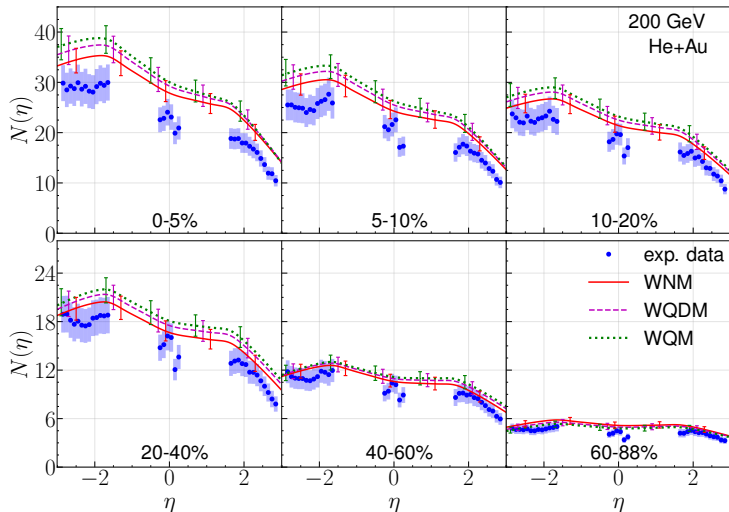 200 GeV
He+Au
N(η)
40
30
20
10
0
0-5%
5-10%
10-20%
exp. data
WNM
WQDM
WQM
N(η)
24
18
12
6
0
20-40%
40-60%
60-88%
−2 0 2 −2 0 2 −2 0 2
η η η